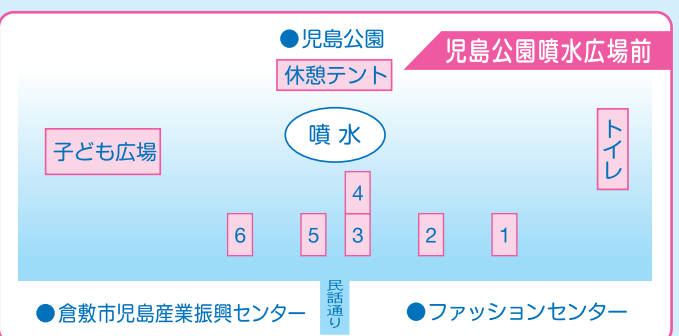 ●児島公園
児島公園噴水広場前
休憩テント
噴水
トイレ
子ども広場
4
6
5
3
2
1
民話通り
●倉敷市児島産業振興センター
●ファッションセンター